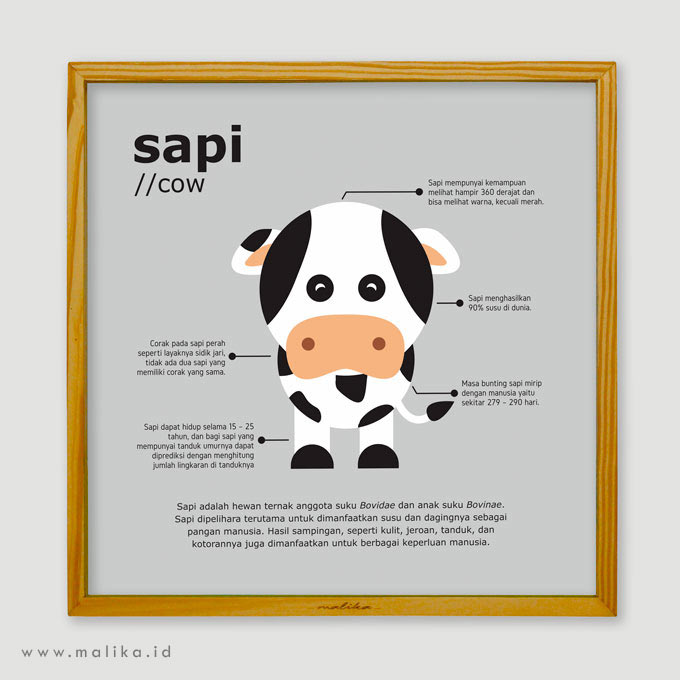 sapi
//cow
Sapi mempunyai kemampuan
melihat hampir 360 derajat dan
bisa melihat warna, kecuali merah.
Sapi menghasilkan
90% susu di dunia.
Corak pada sapi perah
seperti layaknya sidik jari,
tidak ada dua sapi yang
memiliki corak yang sama.
Masa bunting sapi mirip
dengan manusia yaitu
sekitar 279 – 290 hari.
Sapi dapat hidup selama 15 – 25
tahun, dan bagi sapi yang
mempunyai tanduk umurnya dapat
diprediksi dengan menghitung
jumlah lingkaran di tanduknya
Sapi adalah hewan ternak anggota suku Bovidae dan anak suku Bovinae.
Sapi dipelihara terutama untuk dimanfaatkan susu dan dagingnya sebagai
pangan manusia. Hasil sampingan, seperti kulit, jeroan, tanduk, dan
kotorannya juga dimanfaatkan untuk berbagai keperluan manusia.
malika
www.malika.id